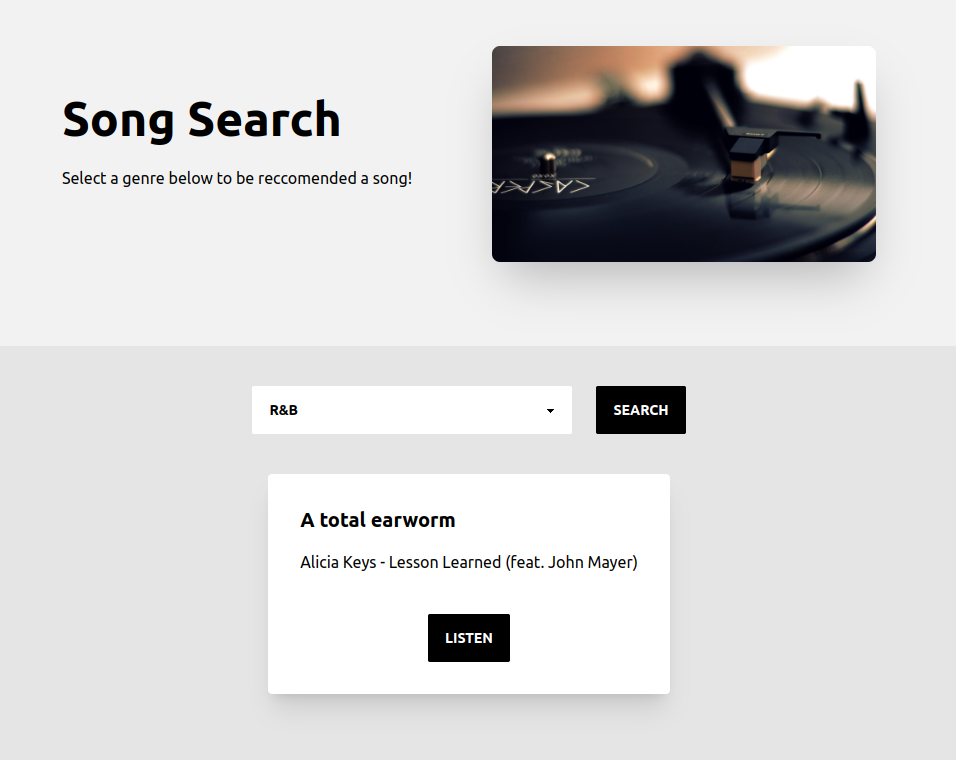 Song Search
Select a genre below to be reccomended a song!
R&B
SEARCH
A total earworm
Alicia Keys - Lesson Learned (feat. John Mayer)
LISTEN